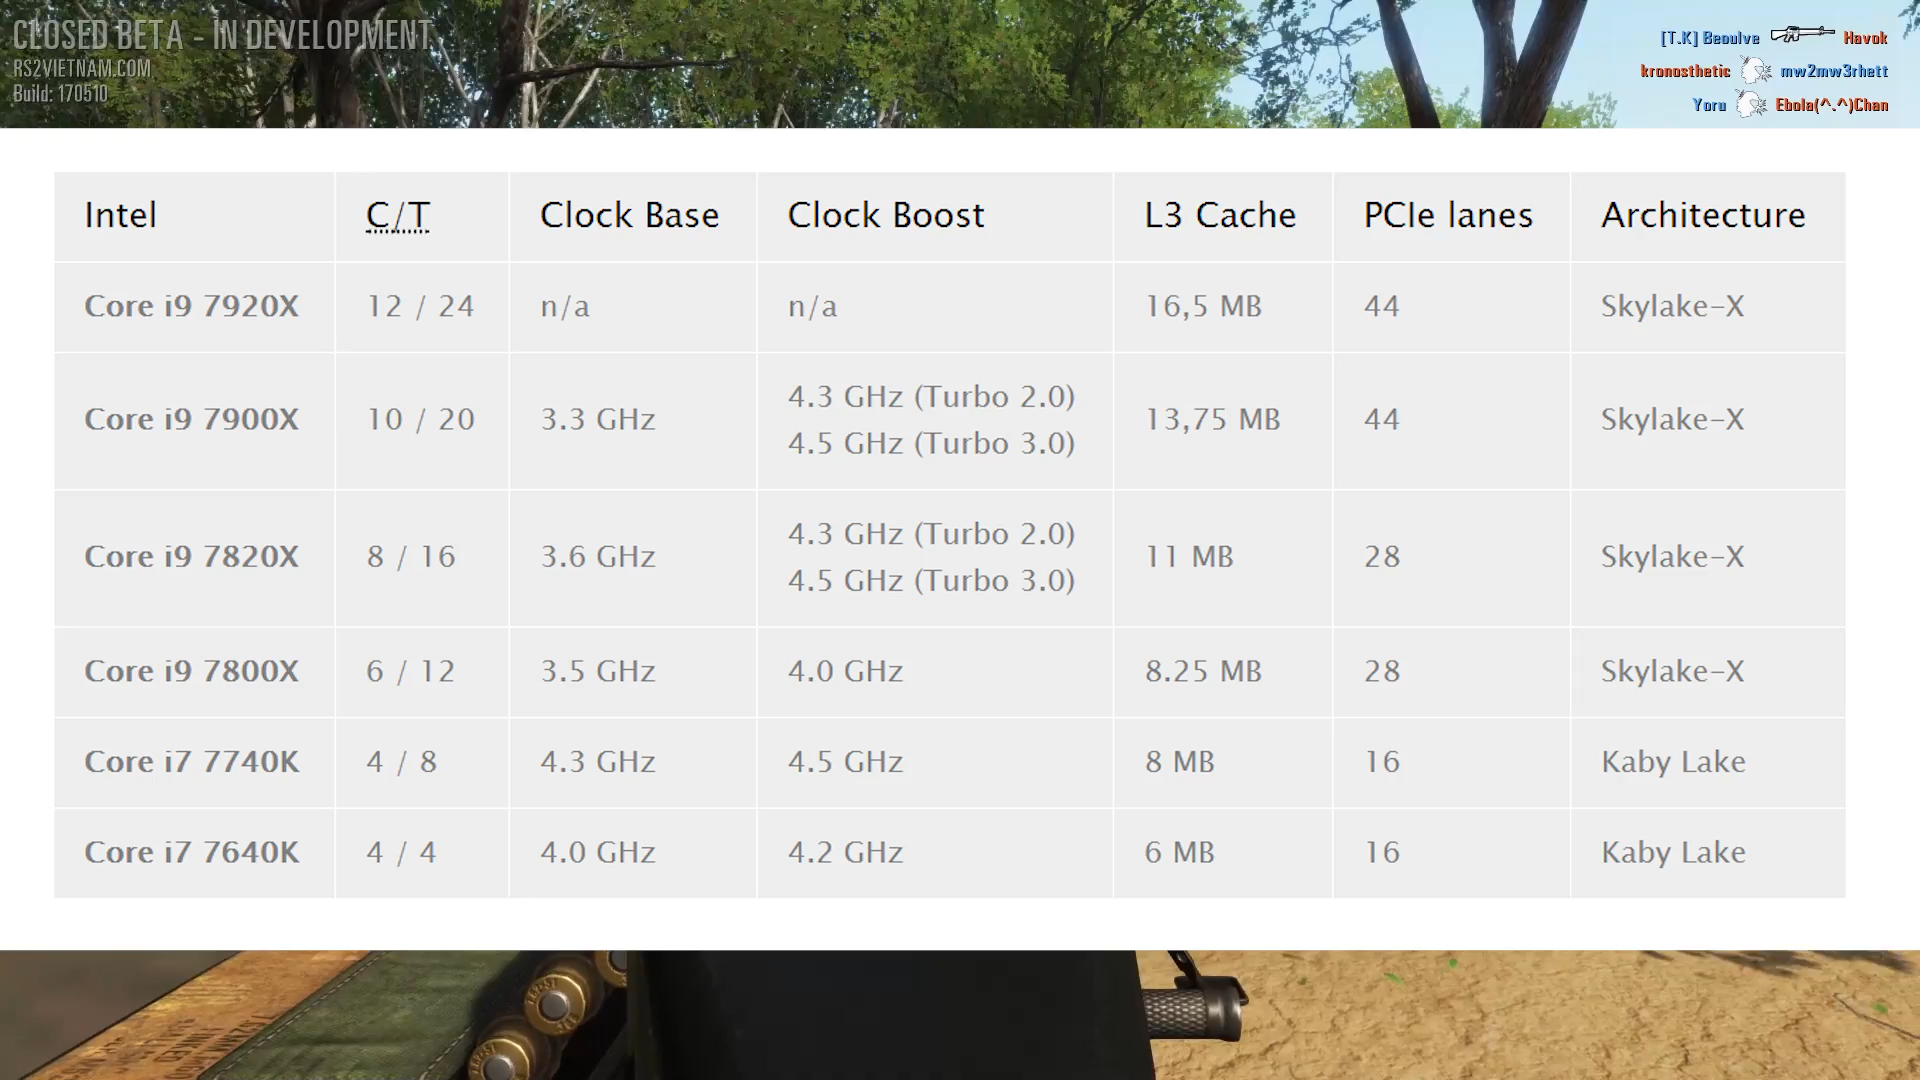 CLOSED BETA - IN DEVELOPMENT
RS2VIETNAM.COM
Build: 170510
[T.K] Beoulve Havok
kronosthetic mw2mw3rhett
Yoru Ebola(^.^)Chan
Intel C/T Clock Base Clock Boost L3 Cache PCIe lanes Architecture
Core i9 7920X 12 / 24 n/a n/a 16,5 MB 44 Skylake-X
Core i9 7900X 10 / 20 3.3 GHz 4.3 GHz (Turbo 2.0) 13,75 MB 44 Skylake-X
4.5 GHz (Turbo 3.0)
Core i9 7820X 8 / 16 3.6 GHz 4.3 GHz (Turbo 2.0) 11 MB 28 Skylake-X
4.5 GHz (Turbo 3.0)
Core i9 7800X 6 / 12 3.5 GHz 4.0 GHz 8.25 MB 28 Skylake-X
Core i7 7740K 4 / 8 4.3 GHz 4.5 GHz 8 MB 16 Kaby Lake
Core i7 7640K 4 / 4 4.0 GHz 4.2 GHz 6 MB 16 Kaby Lake